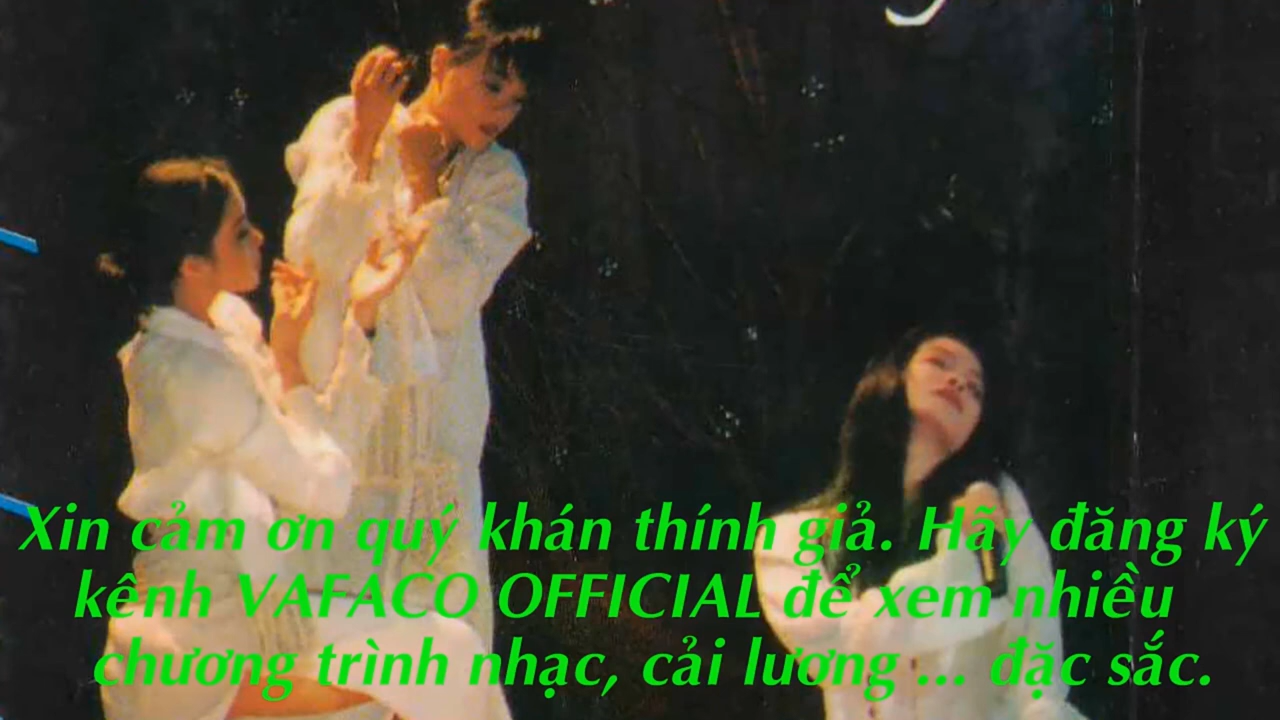 Xin cảm ơn quý khán thính giả. Hãy đăng ký
kênh VAFACO OFFICIAL để xem nhiều
chương trình nhạc, cải lương ... đặc sắc.